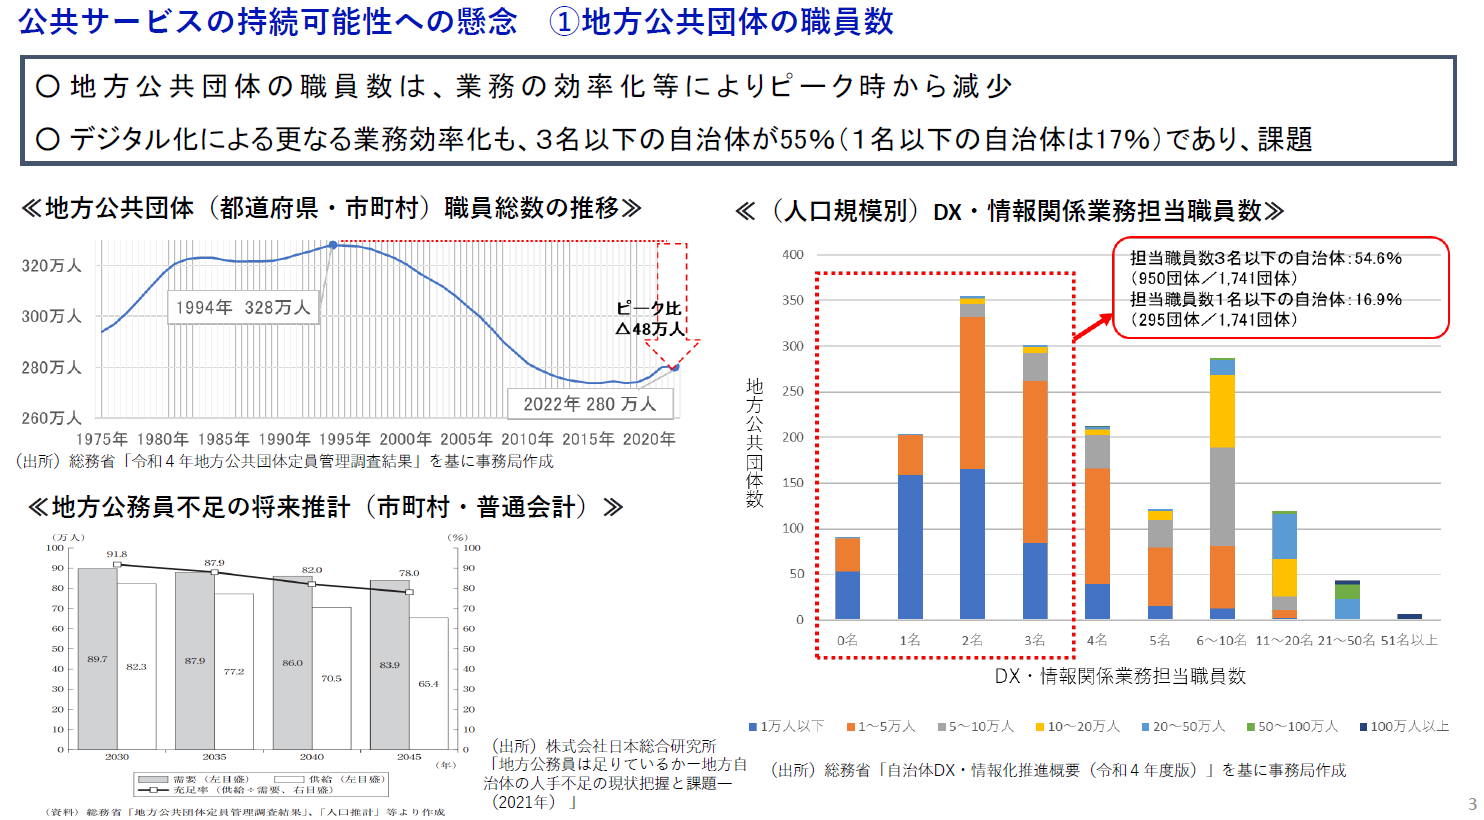 公共サービスの持続可能性への懸念　①地方公共団体の職員数
○ 地方公共団体の職員数は、業務の効率化等によりピーク時から減少
○ デジタル化による更なる業務効率化も、３名以下の自治体が55％（１名以下の自治体は17％）であり、課題
≪地方公共団体（都道府県・市町村）職員総数の推移≫
320万人
300万人
280万人
260万人
1994年　328万人
ピーク比
△48万人
2022年 280 万人
1975年 1980年 1985年 1990年 1995年 2000年 2005年 2010年 2015年 2020年
（出所）総務省「令和４年地方公共団体定員管理調査結果」を基に事務局作成
≪地方公務員不足の将来推計（市町村・普通会計）≫
（万人）
（％）
100
90
80
70
60
50
40
30
20
10
0
91.8
87.9
82.0
78.0
89.7 82.3 87.9 77.2 86.0 70.5 83.9 65.4
100
90
80
70
60
50
40
30
20
10
0
2030 2035 2040 2045
（年）
需要（左目盛） 供給（左目盛）
充足率（供給÷需要、右目盛）
（資料）総務省「地方公共団体定員管理調査結果」、「人口推計」等より作成
（出所）株式会社日本総合研究所
「地方公務員は足りているかー地方自
治体の人手不足の現状把握と課題ー
（2021年）」
≪（人口規模別）DX・情報関係業務担当職員数≫
担当職員数３名以下の自治体：54.6％
（950団体／1,741団体）
担当職員数１名以下の自治体：16.9％
（295団体／1,741団体）
地方公共団体数
400
350
300
250
200
150
100
50
0
0名 1名 2名 3名 4名 5名 6～10名 11～20名 21～50名 51名以上
DX・情報関係業務担当職員数
1万人以下 1～5万人 5～10万人 10～20万人 20～50万人 50～100万人 100万人以上
（出所）総務省「自治体DX・情報化推進概要（令和４年度版）」を基に事務局作成
3